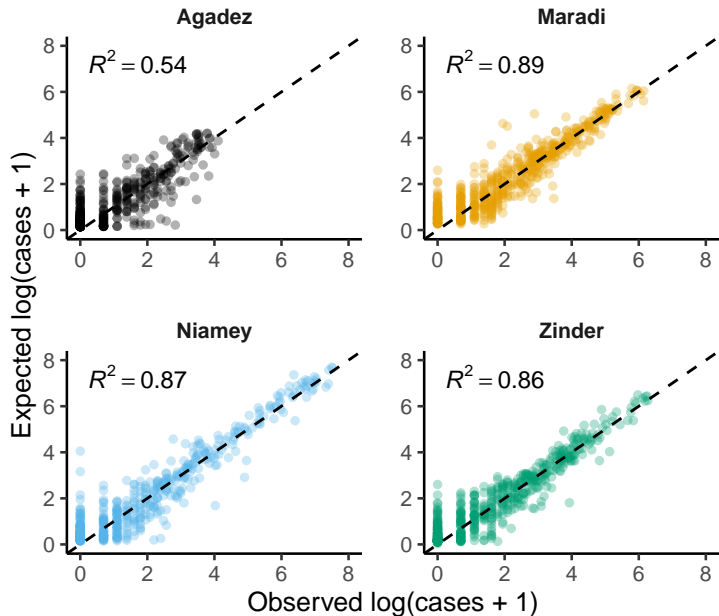 Agadez
Maradi
R² = 0.54
R² = 0.89
8
6
4
2
0
8
6
4
2
0
0 2 4 6 8
0 2 4 6 8
Niamey
Zinder
R² = 0.87
R² = 0.86
8
6
4
2
0
8
6
4
2
0
0 2 4 6 8
0 2 4 6 8
Expected log(cases + 1)
Observed log(cases + 1)